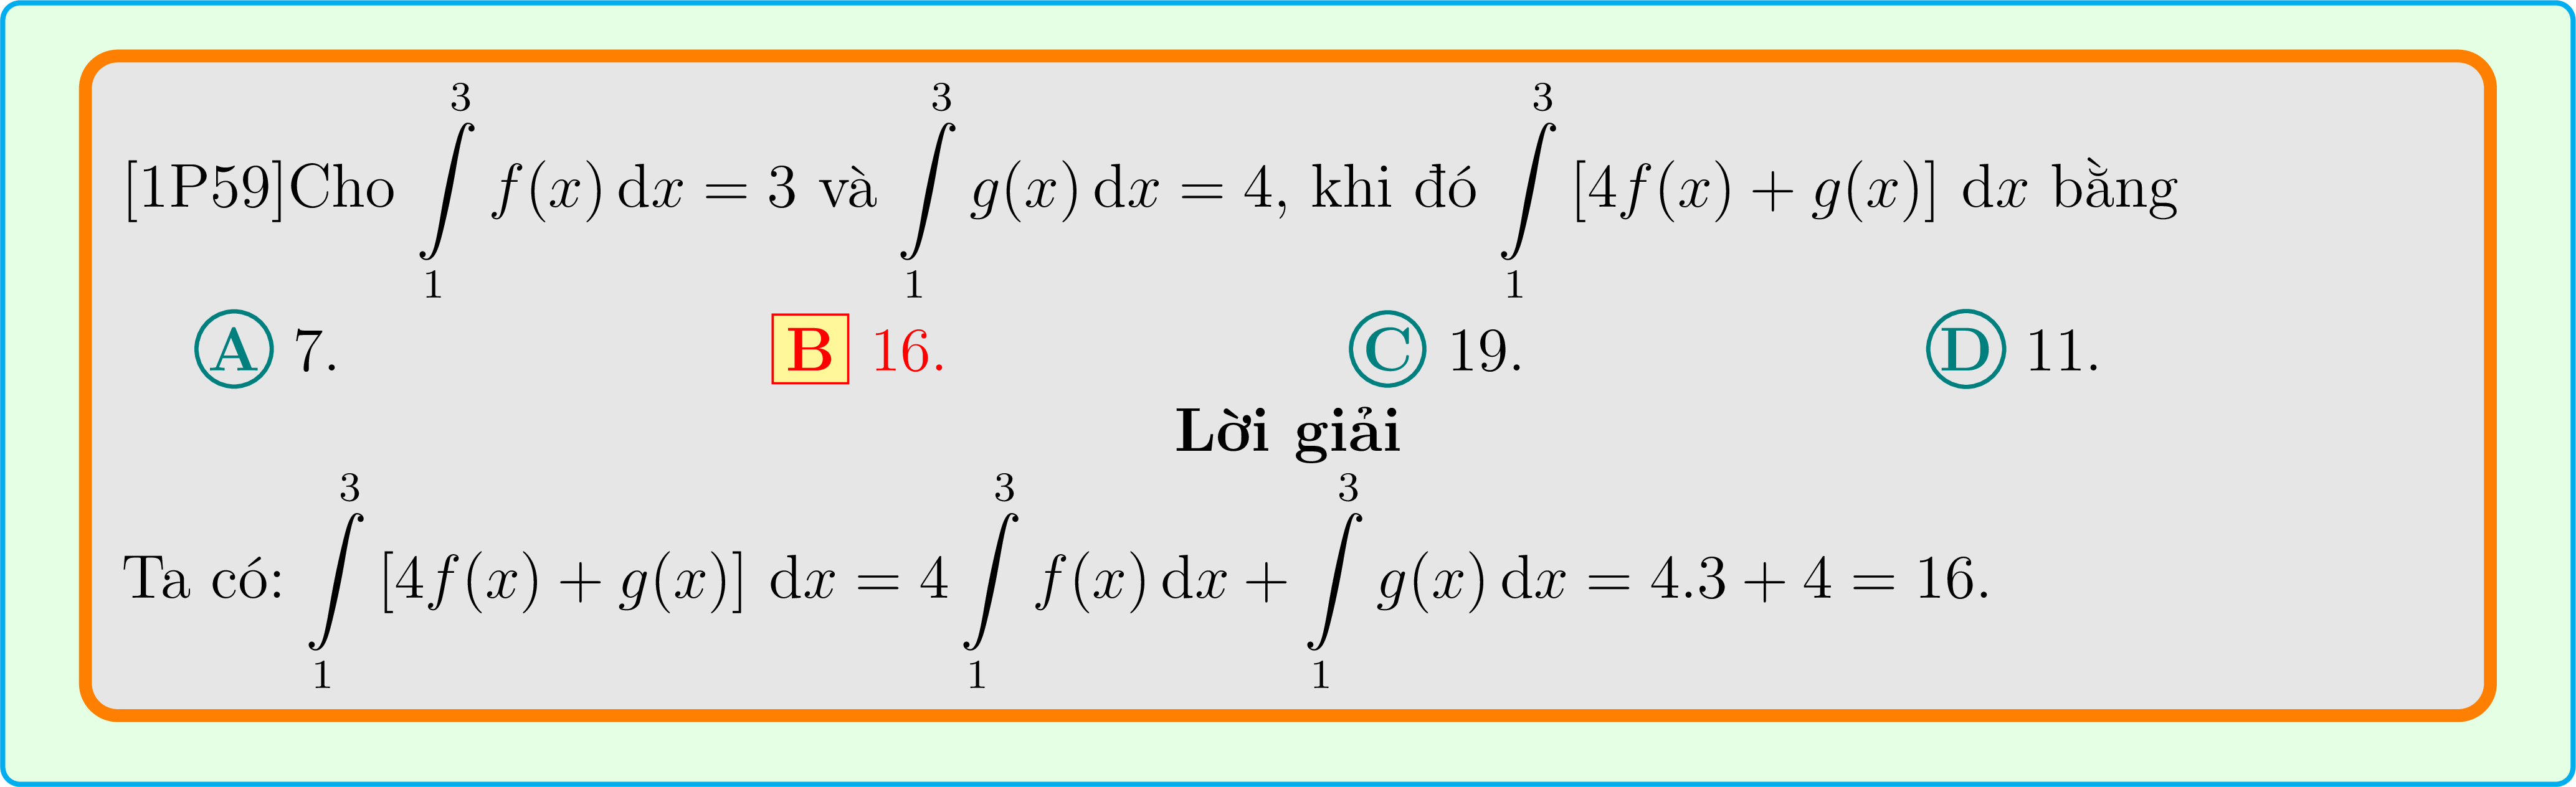 [1P59]Cho $\int\limits_1^3 f(x)\,\mathrm{d}x = 3$ và $\int\limits_1^3 g(x)\,\mathrm{d}x = 4$, khi đó $\int\limits_1^3 [4f(x) + g(x)]\ \mathrm{d}x$ bằng
A 7. B 16. C 19. D 11.
Lời giải
Ta có: $\int\limits_1^3 [4f(x) + g(x)]\ \mathrm{d}x = 4\int\limits_1^3 f(x)\,\mathrm{d}x + \int\limits_1^3 g(x)\,\mathrm{d}x = 4.3 + 4 = 16.$